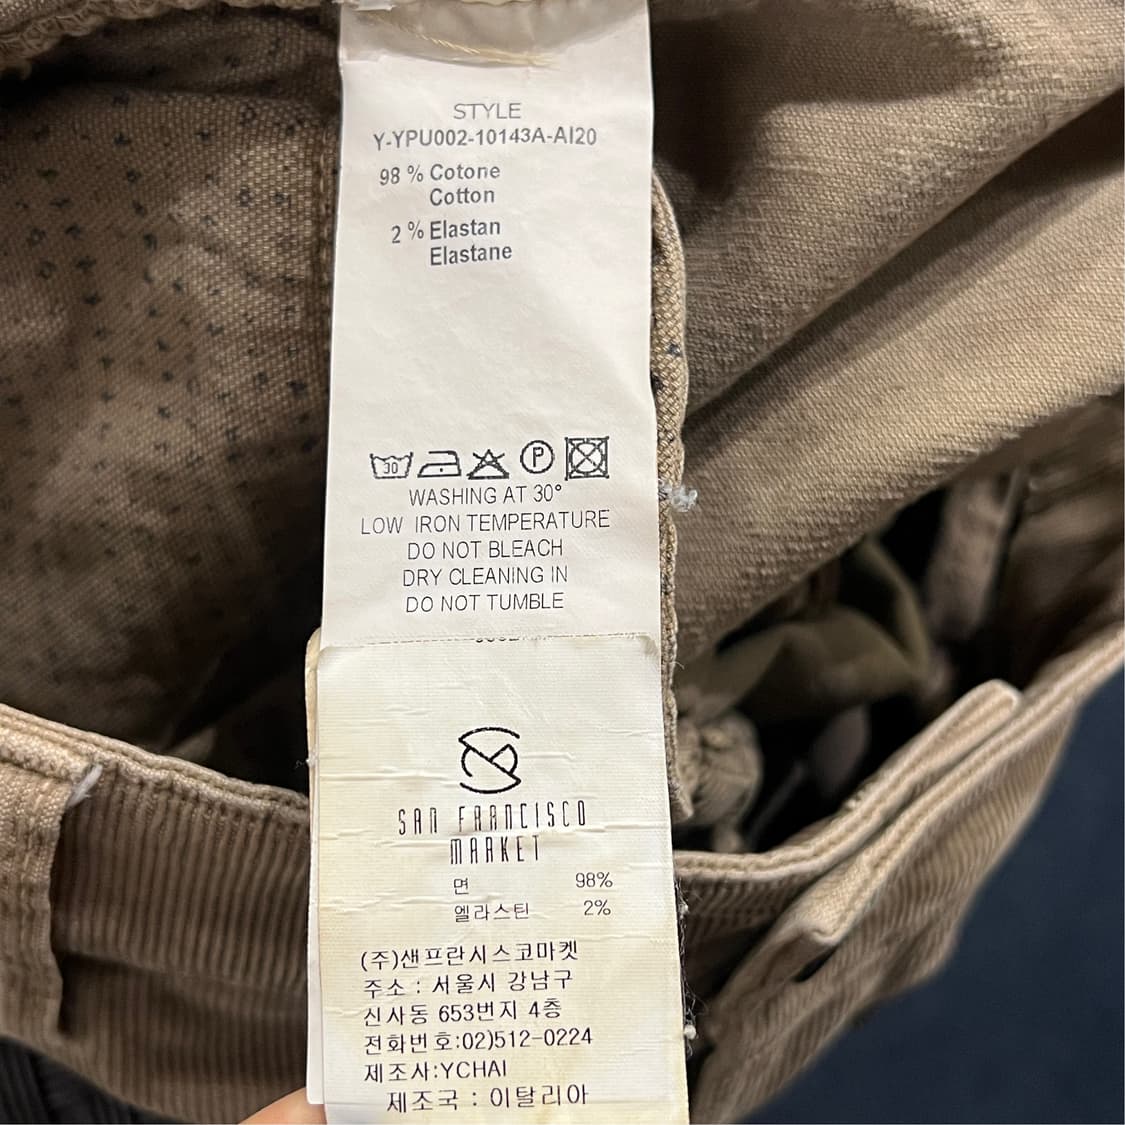 STYLE
Y-YPU002-10143A-AI20
98 % Cotone
Cotton
2 % Elastan
Elastane
30° P
WASHING AT 30°
LOW IRON TEMPERATURE
DO NOT BLEACH
DRY CLEANING IN
DO NOT TUMBLE
SAN FRANCISCO
MARKET
면 98%
엘라스틴 2%
(주)샌프란시스코마켓
주소 : 서울시 강남구
신사동 653번지 4층
전화번호:02)512-0224
제조사:YCHAI
제조국 : 이탈리아